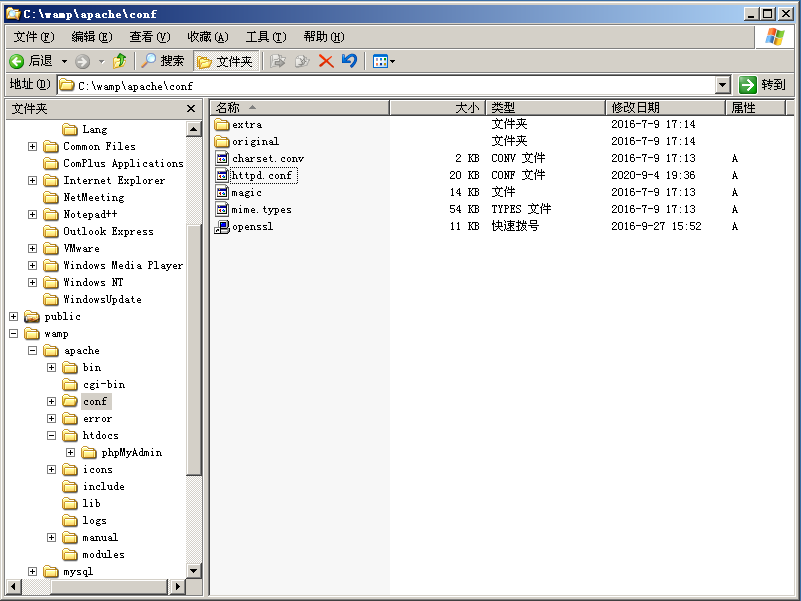 C:\wamp\apache\conf
文件(F) 编辑(E) 查看(V) 收藏(A) 工具(T) 帮助(H)
后退 搜索 文件夹
地址(D) C:\wamp\apache\conf 转到
文件夹
Lang
Common Files
ComPlus Applications
Internet Explorer
NetMeeting
Notepad++
Outlook Express
VMware
Windows Media Player
Windows NT
WindowsUpdate
public
wamp
apache
bin
cgi-bin
conf
error
htdocs
phpMyAdmin
icons
include
lib
logs
manual
modules
mysql
名称 大小 类型 修改日期 属性
extra 文件夹 2016-7-9 17:14
original 文件夹 2016-7-9 17:14
charset.conv 2 KB CONV 文件 2016-7-9 17:13 A
httpd.conf 20 KB CONF 文件 2020-9-4 19:36 A
magic 14 KB 文件 2016-7-9 17:13 A
mime.types 54 KB TYPES 文件 2016-7-9 17:13 A
openssl 11 KB 快速拨号 2016-9-27 15:52 A